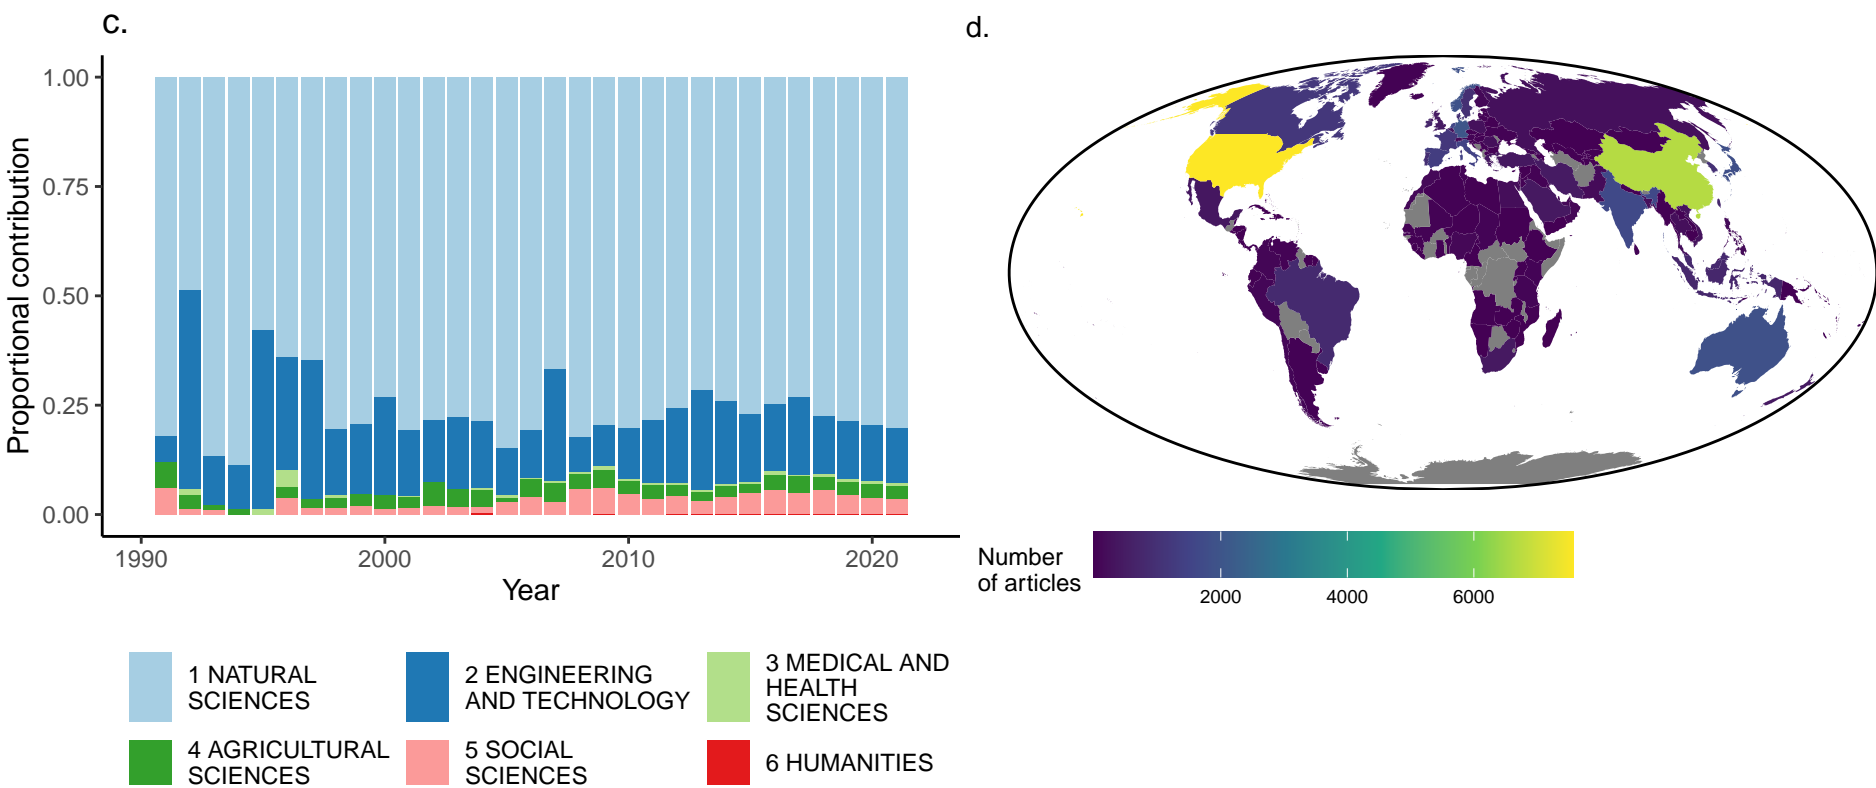 c.
Proportional contribution
1.00
0.75
0.50
0.25
0.00
1990
2000
2010
2020
Year
1 NATURAL
SCIENCES
2 ENGINEERING
AND TECHNOLOGY
3 MEDICAL AND
HEALTH
SCIENCES
4 AGRICULTURAL
SCIENCES
5 SOCIAL
SCIENCES
6 HUMANITIES
d.
Number
of articles
2000
4000
6000